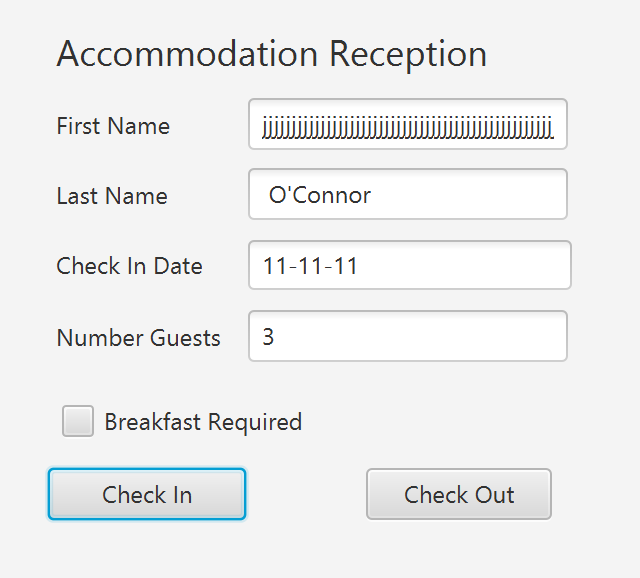 Accommodation Reception
First Name jjjjjjjjjjjjjjjjjjjjjjjjjjjjjjjjjjjjjjjjjjjjjjjjjj
Last Name O'Connor
Check In Date 11-11-11
Number Guests 3
Breakfast Required
Check In Check Out